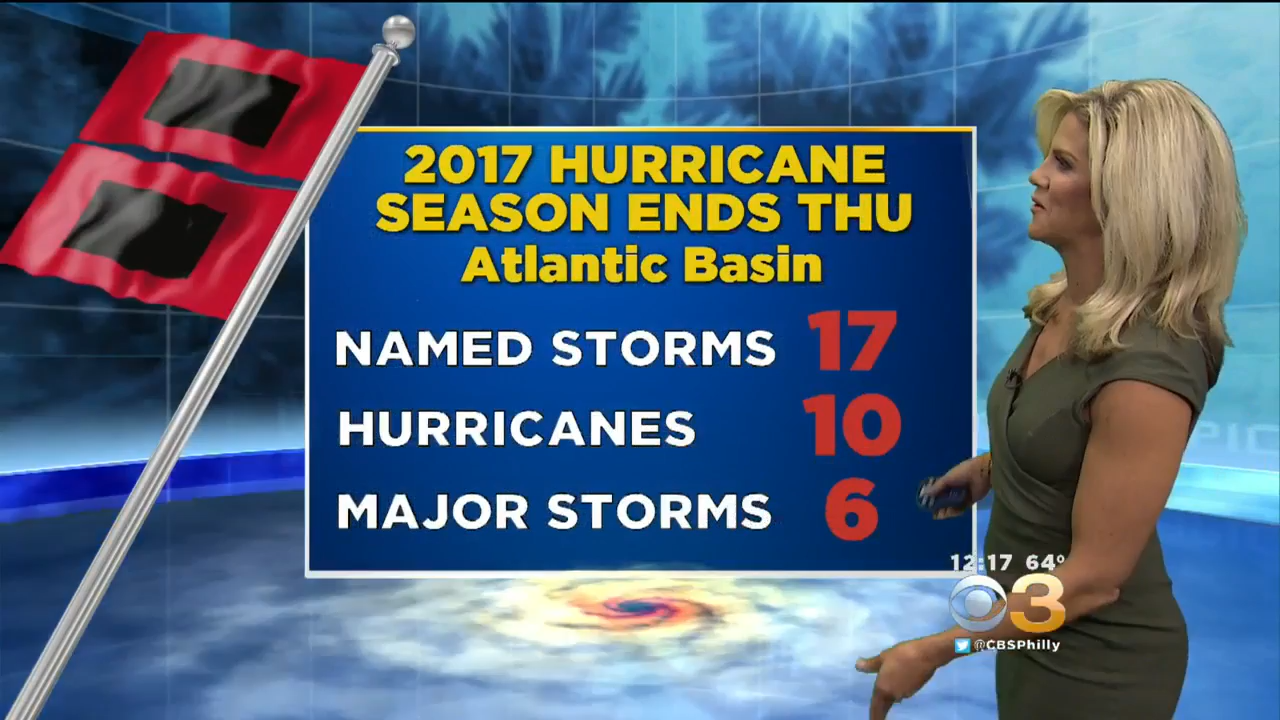 2017 HURRICANE
SEASON ENDS THU
Atlantic Basin
NAMED STORMS 17
HURRICANES 10
MAJOR STORMS 6
12:17 64°
3
@CBSPhilly